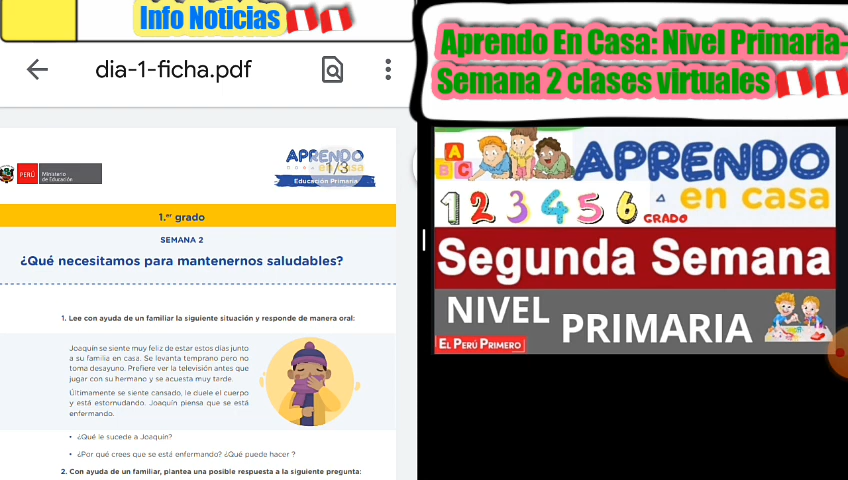 Info Noticias
dia-1-ficha.pdf
PERÚ
Ministerio
de Educación
APRENDO
en casa
1/3
Educación Primaria
1.er grado
SEMANA 2
¿Qué necesitamos para mantenernos saludables?
1. Lee con ayuda de un familiar la siguiente situación y responde de manera oral:
Joaquín se siente muy feliz de estar estos días junto
a su familia en casa. Se levanta temprano pero no
toma desayuno. Prefiere ver la televisión antes que
jugar con su hermano y se acuesta muy tarde.
Últimamente se siente cansado, le duele el cuerpo
y está estornudando. Joaquín piensa que se está
enfermando.
• ¿Qué le sucede a Joaquín?
• ¿Por qué crees que se está enfermando? ¿Qué puede hacer ?
2. Con ayuda de un familiar, plantea una posible respuesta a la siguiente pregunta:
Aprendo En Casa: Nivel Primaria-
Semana 2 clases virtuales
A
B C
APRENDO
en casa
1 2 3 4 5 6 GRADO
Segunda Semana
NIVEL
PRIMARIA
EL PERÚ PRIMERO